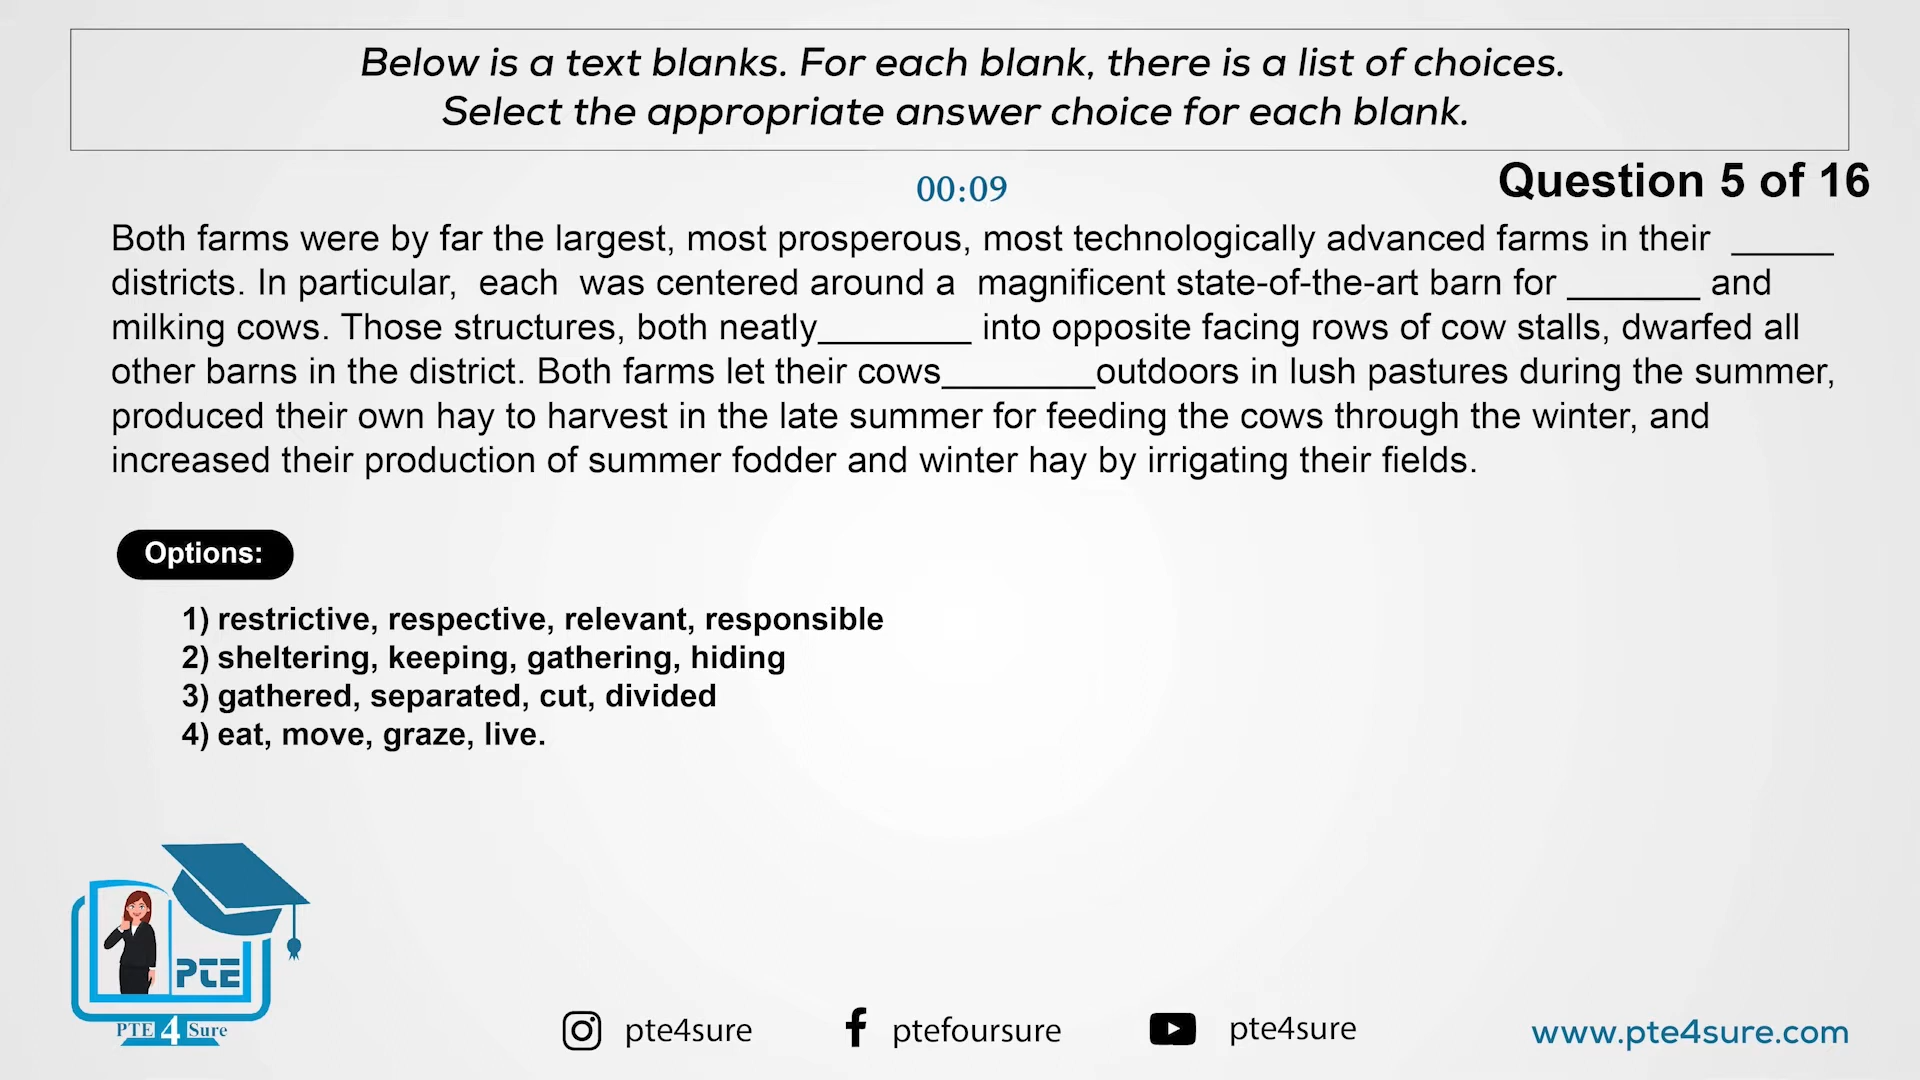 Below is a text blanks. For each blank, there is a list of choices.
Select the appropriate answer choice for each blank.
00:09
Question 5 of 16
Both farms were by far the largest, most prosperous, most technologically advanced farms in their _____
districts. In particular, each was centered around a magnificent state-of-the-art barn for _______ and
milking cows. Those structures, both neatly________ into opposite facing rows of cow stalls, dwarfed all
other barns in the district. Both farms let their cows________outdoors in lush pastures during the summer,
produced their own hay to harvest in the late summer for feeding the cows through the winter, and
increased their production of summer fodder and winter hay by irrigating their fields.
Options:
1) restrictive, respective, relevant, responsible
2) sheltering, keeping, gathering, hiding
3) gathered, separated, cut, divided
4) eat, move, graze, live.
PTE
PTE 4 Sure
pte4sure
ptefoursure
pte4sure
www.pte4sure.com